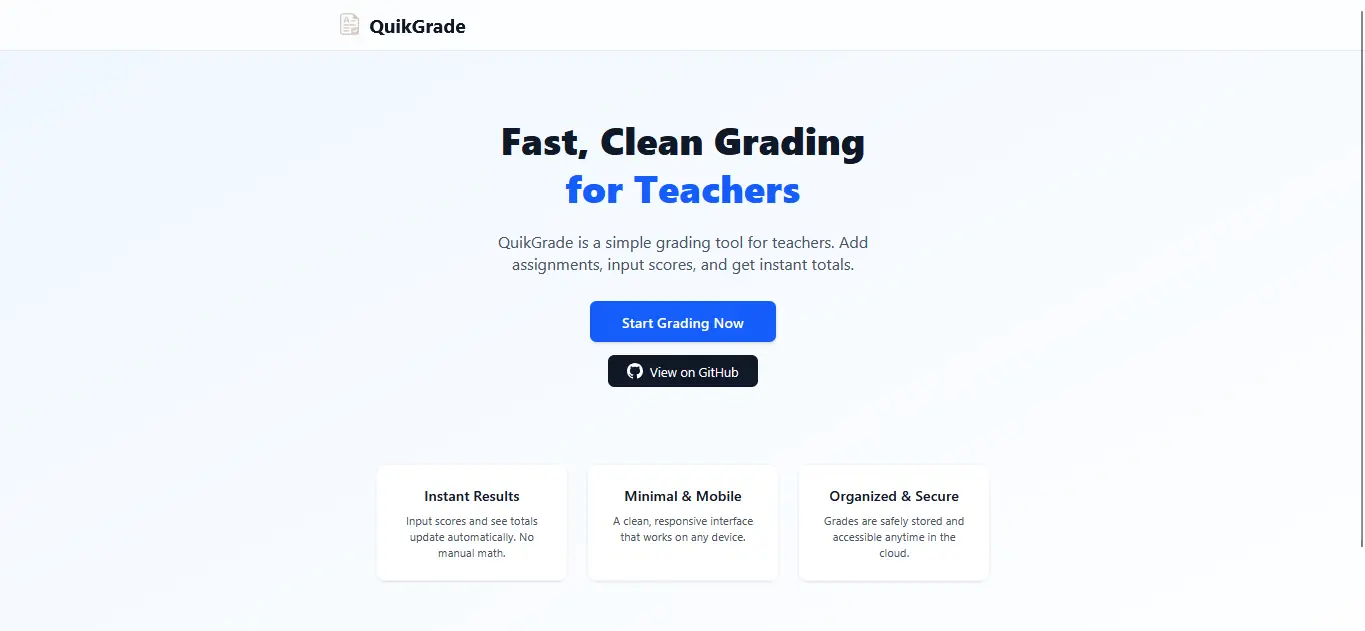 QuikGrade
Fast, Clean Grading
for Teachers
QuikGrade is a simple grading tool for teachers. Add
assignments, input scores, and get instant totals.
Start Grading Now
View on GitHub
Instant Results
Input scores and see totals
update automatically. No
manual math.
Minimal & Mobile
A clean, responsive interface
that works on any device.
Organized & Secure
Grades are safely stored and
accessible anytime in the
cloud.